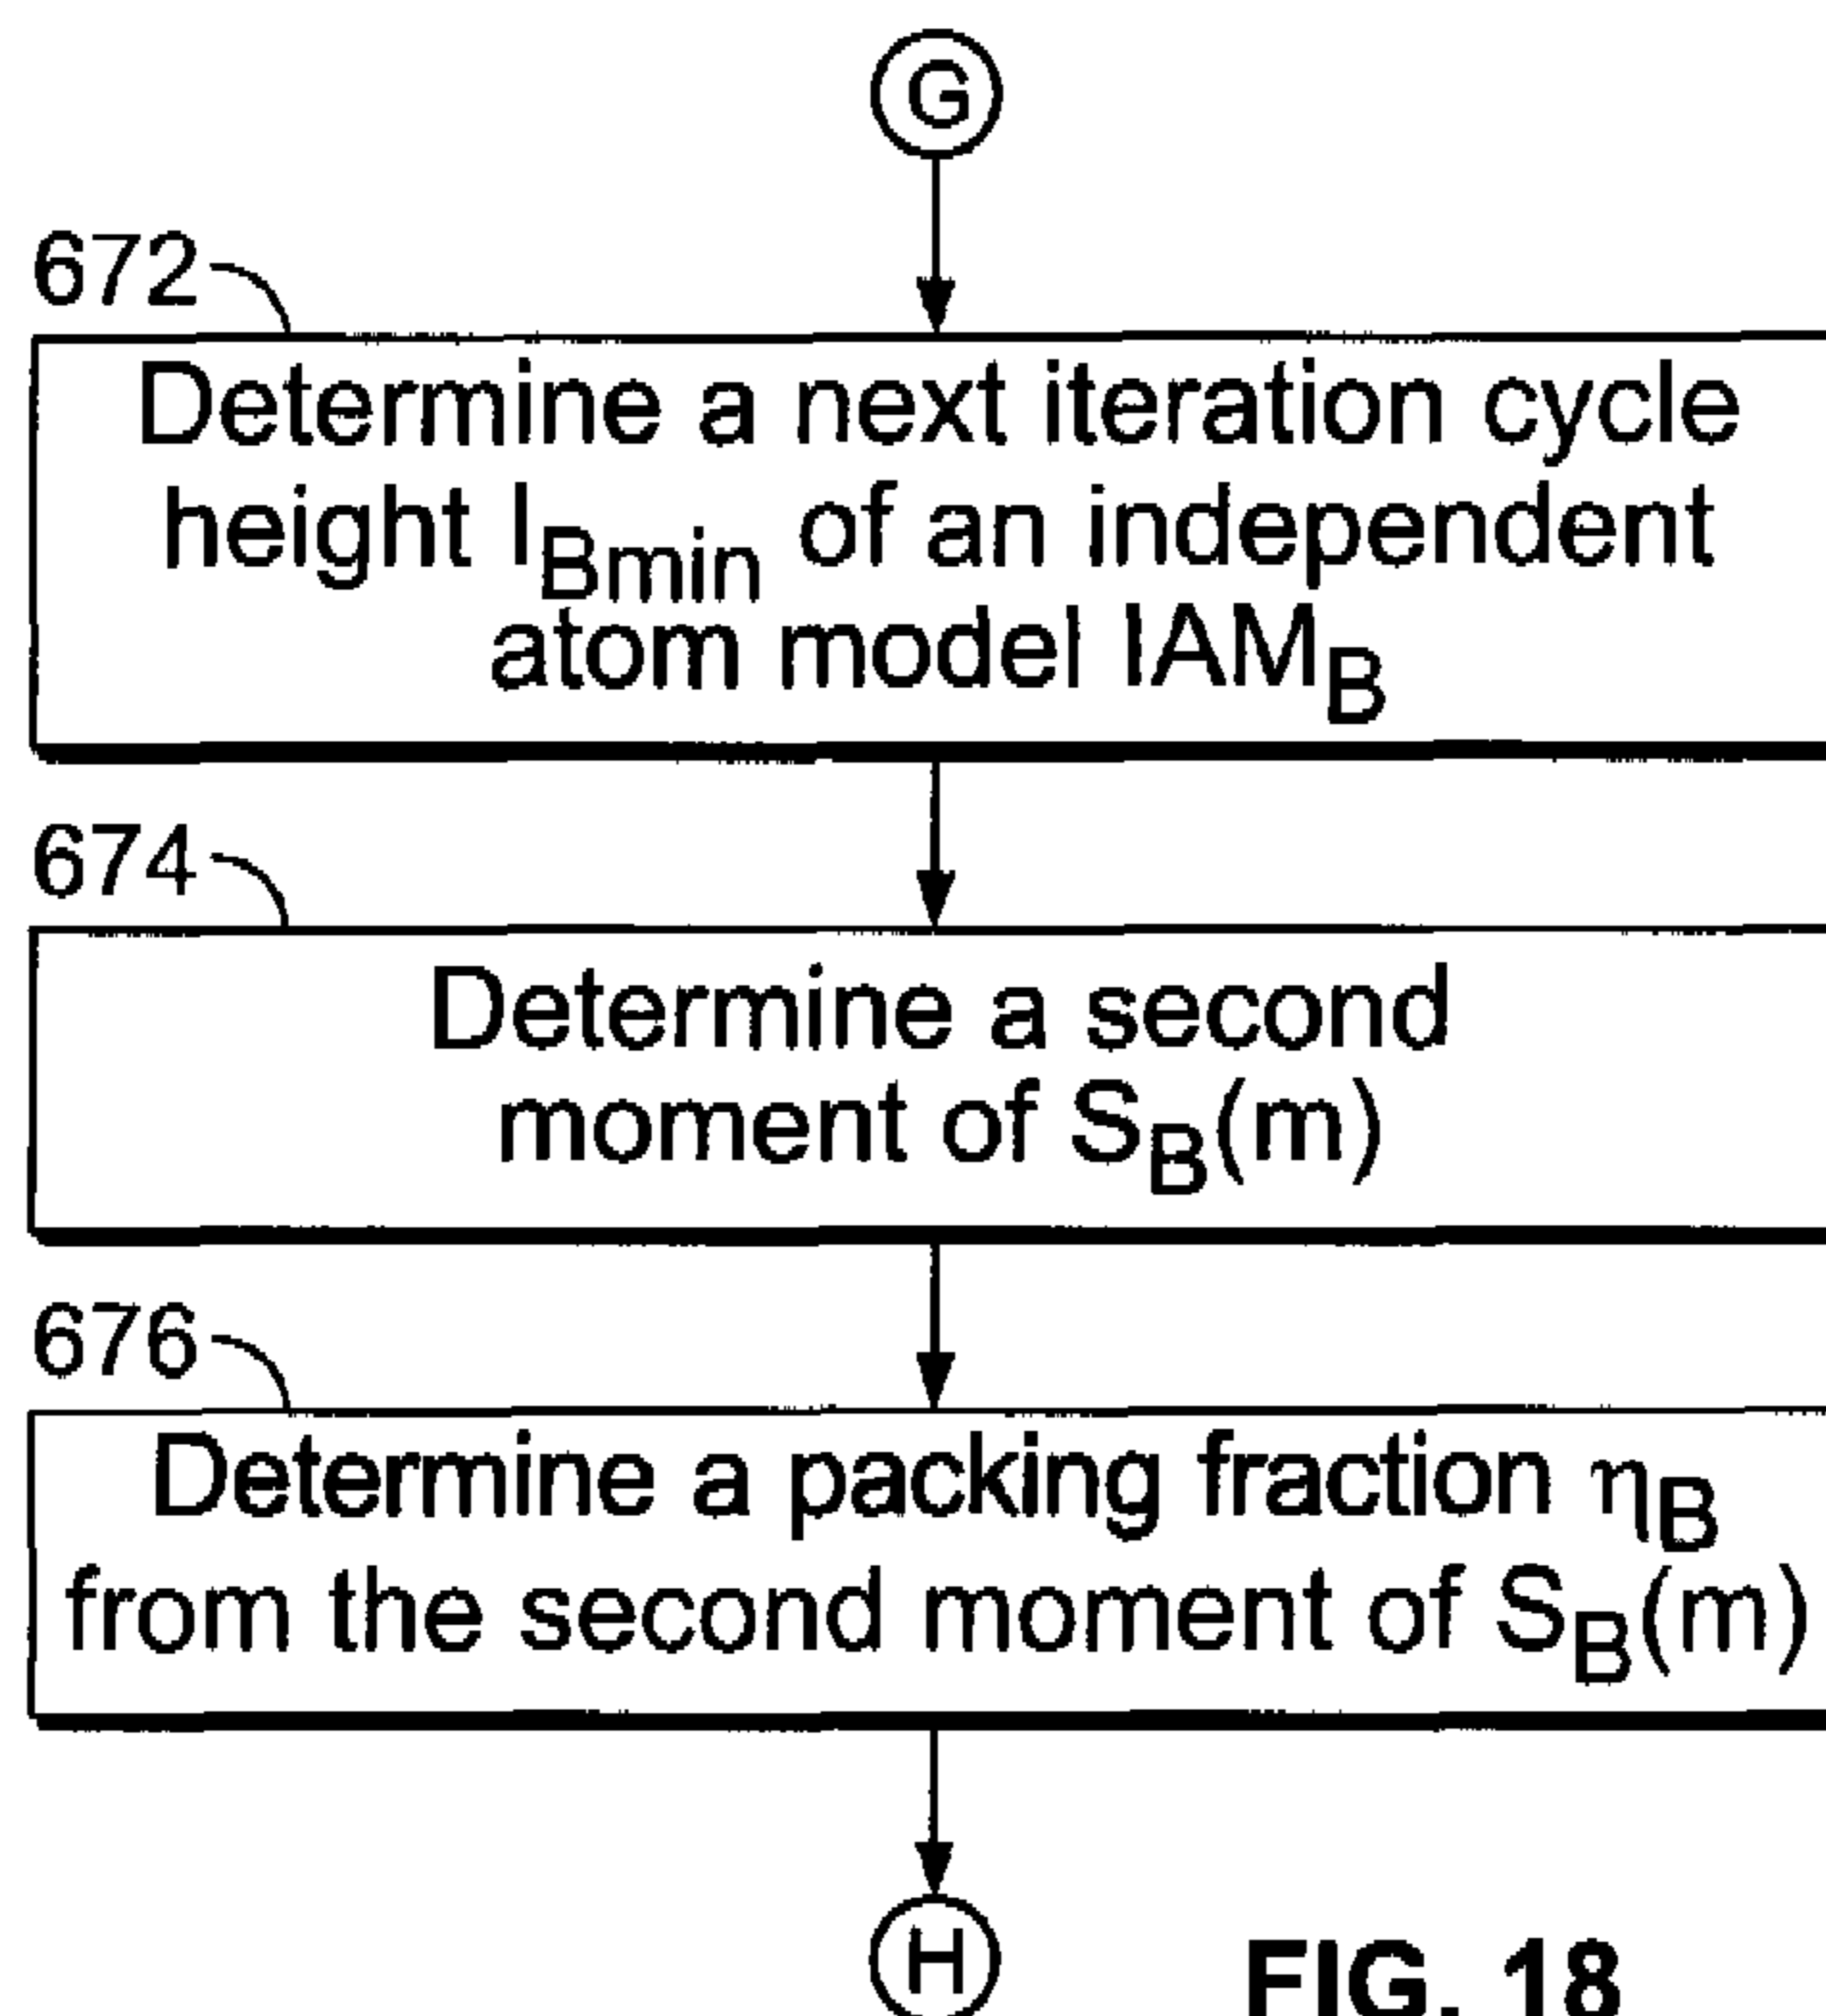 G
672
Determine a next iteration cycle
height I_Bmin of an independent
atom model IAM_B
674
Determine a second
moment of S_B(m)
676
Determine a packing fraction η_B
from the second moment of S_B(m)
H
FIG. 18